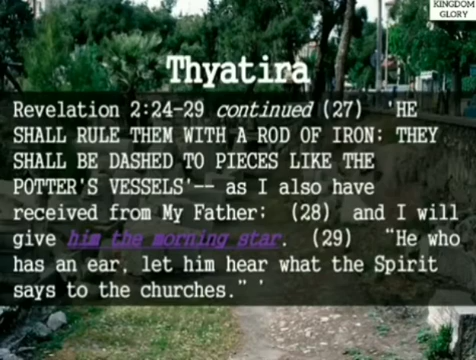 KINGDOM
GLORY
Thyatira
Revelation 2:24-29 continued (27) 'HE
SHALL RULE THEM WITH A ROD OF IRON; THEY
SHALL BE DASHED TO PIECES LIKE THE
POTTER'S VESSELS'-- as I also have
received from My Father; (28) and I will
give him the morning star. (29) "He who
has an ear, let him hear what the Spirit
says to the churches." '